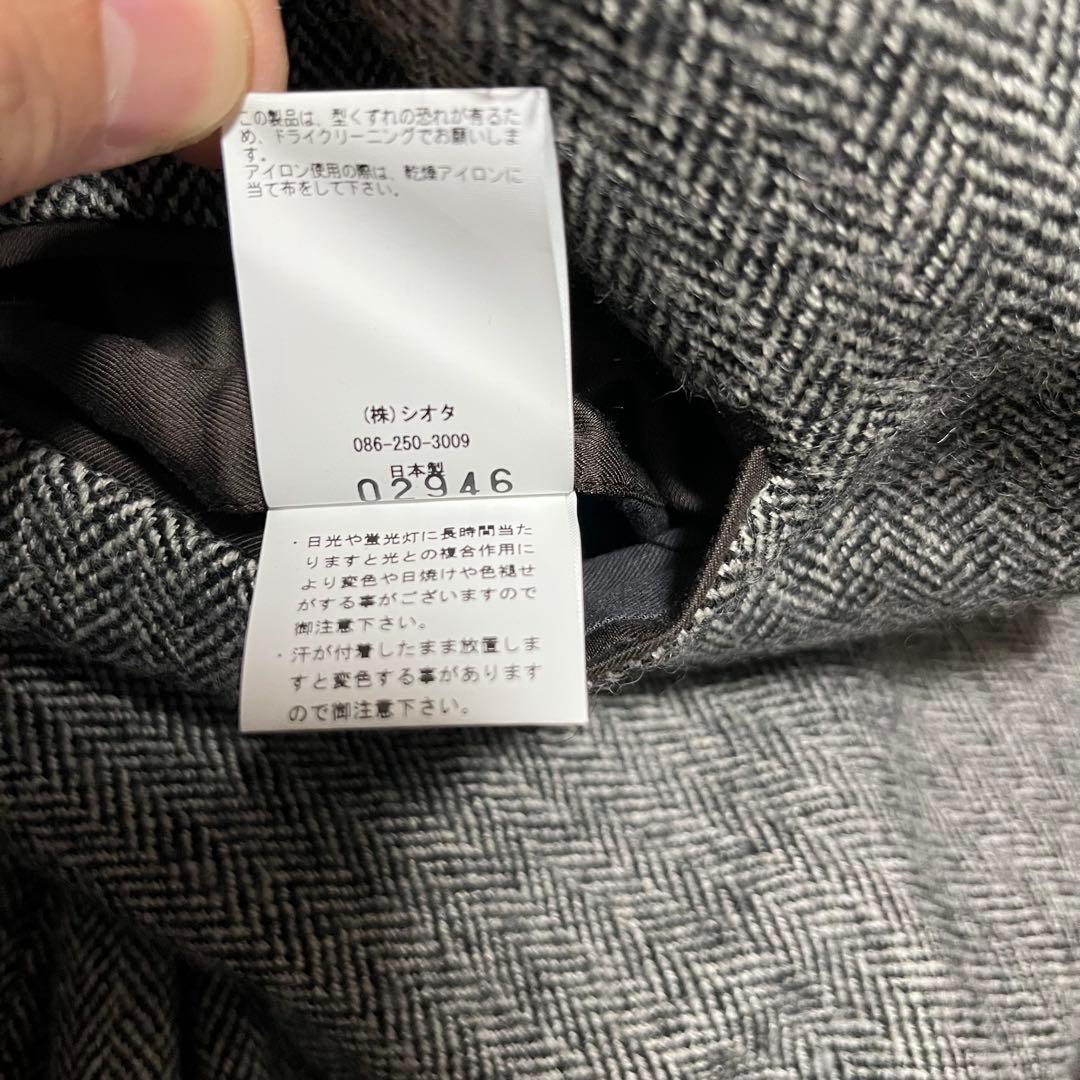 この製品は、型くずれの恐れが有るた
め、ドライクリーニングでお願いしま
す。
アイロン使用の際は、乾燥アイロンに
当て布をして下さい。
(株)シオタ
086-250-3009
日本製
02946
・日光や蛍光灯に長時間当た
りますと光との複合作用に
より変色や日焼けや色褪せ
がする事がございますので
御注意下さい。
・汗が付着したまま放置しま
すと変色する事があります
ので御注意下さい。